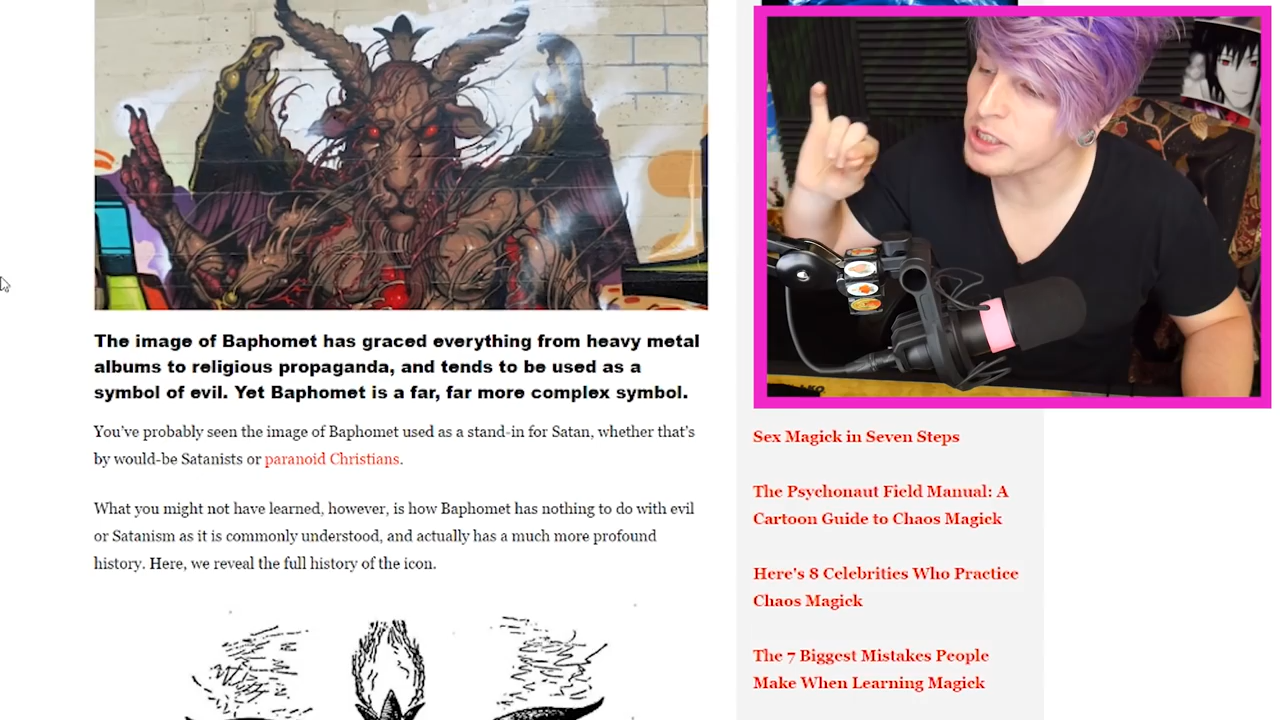 The image of Baphomet has graced everything from heavy metal
albums to religious propaganda, and tends to be used as a
symbol of evil. Yet Baphomet is a far, far more complex symbol.
You’ve probably seen the image of Baphomet used as a stand-in for Satan, whether that’s
by would-be Satanists or paranoid Christians.
What you might not have learned, however, is how Baphomet has nothing to do with evil
or Satanism as it is commonly understood, and actually has a much more profound
history. Here, we reveal the full history of the icon.
Sex Magick in Seven Steps
The Psychonaut Field Manual: A
Cartoon Guide to Chaos Magick
Here's 8 Celebrities Who Practice
Chaos Magick
The 7 Biggest Mistakes People
Make When Learning Magick